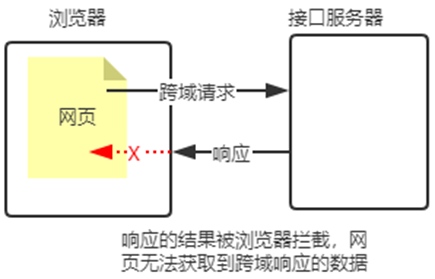 浏览器
接口服务器
网页
跨域请求
X
响应
响应的结果被浏览器拦截，网
页无法获取到跨域响应的数据